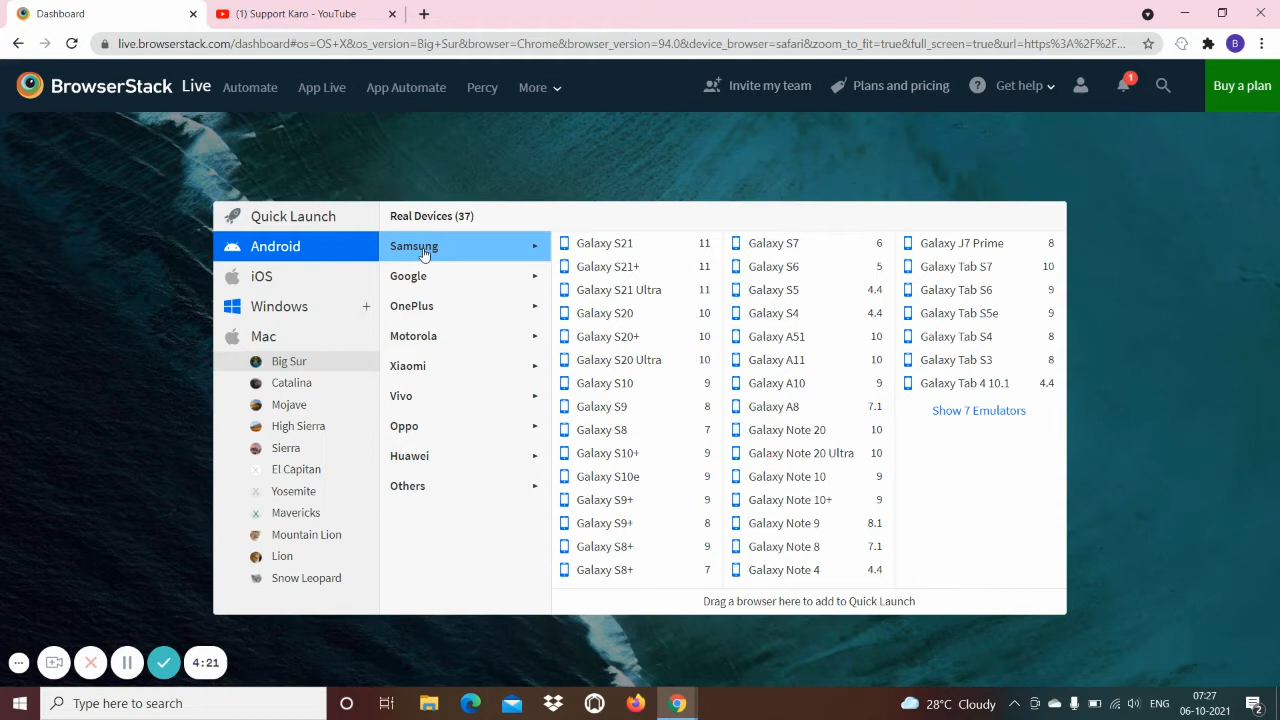 Dashboard
(1) Support Karo - YouTube
live.browserstack.com/dashboard#os=OS+X&os_version=Big+Sur&browser=Chrome&browser_version=94.0&device_browser=safari&zoom_to_fit=true&full_screen=true&url=https%3A%2F%2F...
B
BrowserStack Live Automate App Live App Automate Percy More Invite my team Plans and pricing Get help 1 Buy a plan
Quick Launch
Android
iOS
Windows +
Mac
Big Sur
Catalina
Mojave
High Sierra
Sierra
El Capitan
Yosemite
Mavericks
Mountain Lion
Lion
Snow Leopard
Real Devices (37)
Samsung
Google
OnePlus
Motorola
Xiaomi
Vivo
Oppo
Huawei
Others
Galaxy S21 11
Galaxy S21+ 11
Galaxy S21 Ultra 11
Galaxy S20 10
Galaxy S20+ 10
Galaxy S20 Ultra 10
Galaxy S10 9
Galaxy S9 8
Galaxy S8 7
Galaxy S10+ 9
Galaxy S10e 9
Galaxy S9+ 9
Galaxy S9+ 8
Galaxy S8+ 9
Galaxy S8+ 7
Galaxy S7 6
Galaxy S6 5
Galaxy S5 4.4
Galaxy S4 4.4
Galaxy A51 10
Galaxy A11 10
Galaxy A10 9
Galaxy A8 7.1
Galaxy Note 20 10
Galaxy Note 20 Ultra 10
Galaxy Note 10 9
Galaxy Note 10+ 9
Galaxy Note 9 8.1
Galaxy Note 8 7.1
Galaxy Note 4 4.4
Galaxy J7 Prime 8
Galaxy Tab S7 10
Galaxy Tab S6 9
Galaxy Tab S5e 9
Galaxy Tab S4 8
Galaxy Tab S3 8
Galaxy Tab 4 10.1 4.4
Show 7 Emulators
Drag a browser here to add to Quick Launch
4:21
Type here to search
28°C Cloudy
ENG
07:27
06-10-2021
2